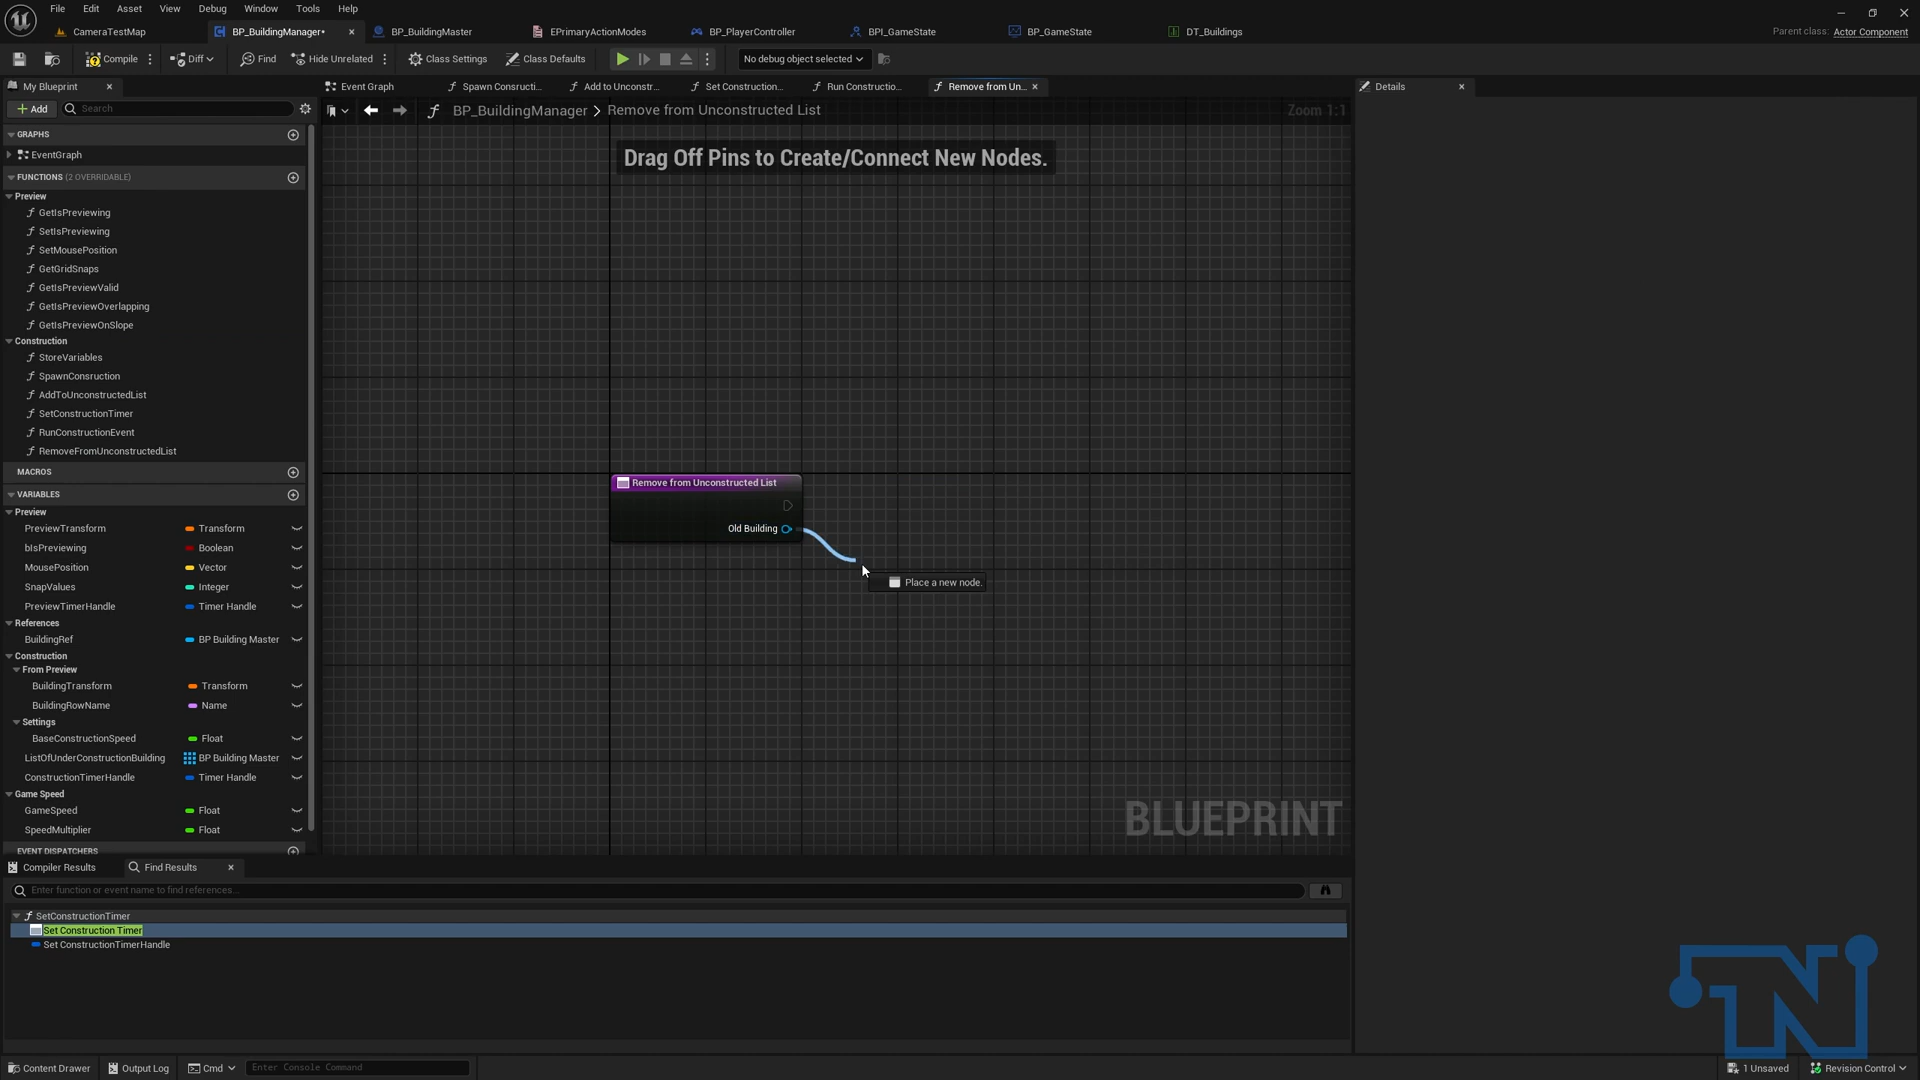 File Edit Asset View Debug Window Tools Help
CameraTestMap BP_BuildingManager• BP_BuildingMaster EPrimaryActionModes BP_PlayerController BPI_GameState BP_GameState DT_Buildings Parent class: Actor Component
Compile Diff Find Hide Unrelated Class Settings Class Defaults No debug object selected
My Blueprint Event Graph Spawn Consructi... Add to Unconstr... Set Construction... Run Constructio... Remove from Un... Details
Add Search BP_BuildingManager > Remove from Unconstructed List Zoom 1:1
GRAPHS
EventGraph
Drag Off Pins to Create/Connect New Nodes.
FUNCTIONS (2 OVERRIDABLE)
Preview
GetIsPreviewing
SetIsPreviewing
SetMousePosition
GetGridSnaps
GetIsPreviewValid
GetIsPreviewOverlapping
GetIsPreviewOnSlope
Construction
StoreVariables
SpawnConsruction
AddToUnconstructedList
SetConstructionTimer
RunConstructionEvent
RemoveFromUnconstructedList
MACROS
VARIABLES
Preview
PreviewTransform Transform
bIsPreviewing Boolean
MousePosition Vector
SnapValues Integer
PreviewTimerHandle Timer Handle
References
BuildingRef BP Building Master
Construction
From Preview
BuildingTransform Transform
BuildingRowName Name
Settings
BaseConstructionSpeed Float
ListOfUnderConstructionBuilding BP Building Master
ConstructionTimerHandle Timer Handle
Game Speed
GameSpeed Float
SpeedMultiplier Float
EVENT DISPATCHERS
Remove from Unconstructed List
Old Building
Place a new node.
BLUEPRINT
Compiler Results Find Results
Enter function or event name to find references...
SetConstructionTimer
Set Construction Timer
Set ConstructionTimerHandle
Content Drawer Output Log Cmd Enter Console Command 1 Unsaved Revision Control